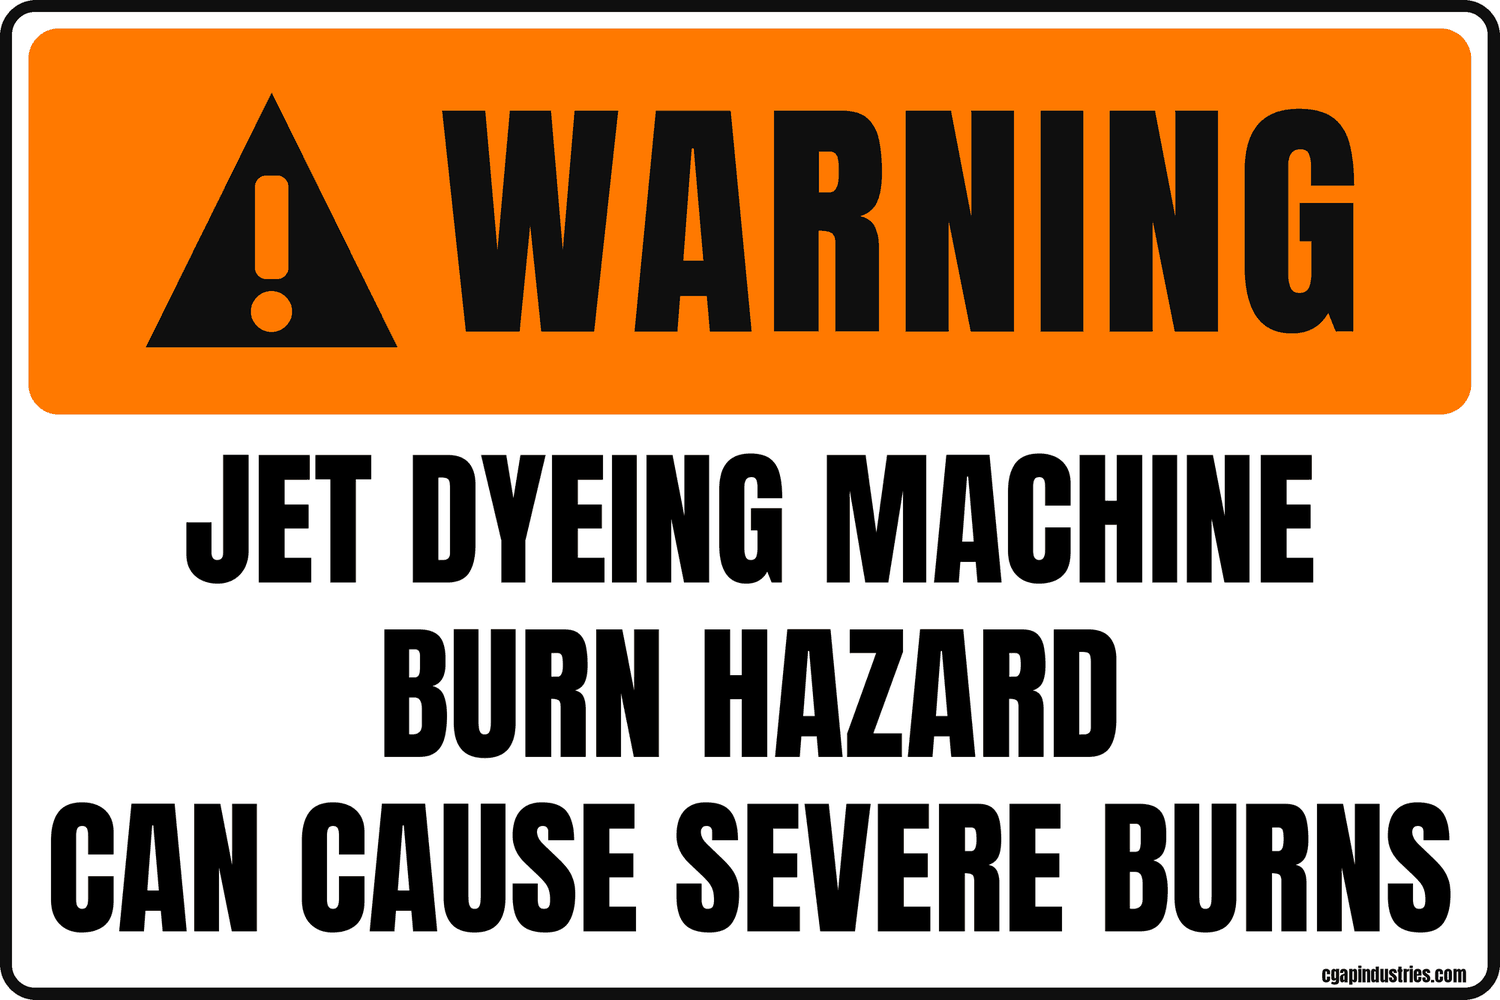 WARNING
JET DYEING MACHINE
BURN HAZARD
CAN CAUSE SEVERE BURNS
cgapindustries.com